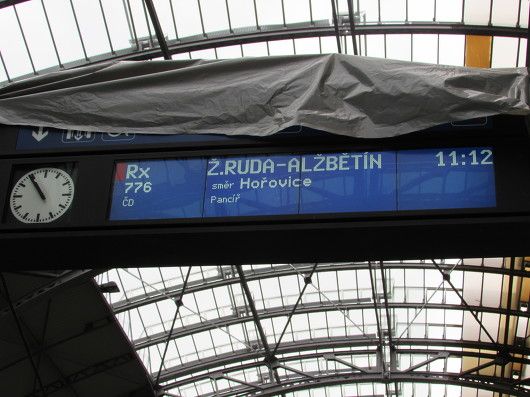 Rx Ž.RUDA-ALŽBĚTÍN 11:12
776 směr Hořovice
ČD Pancíř